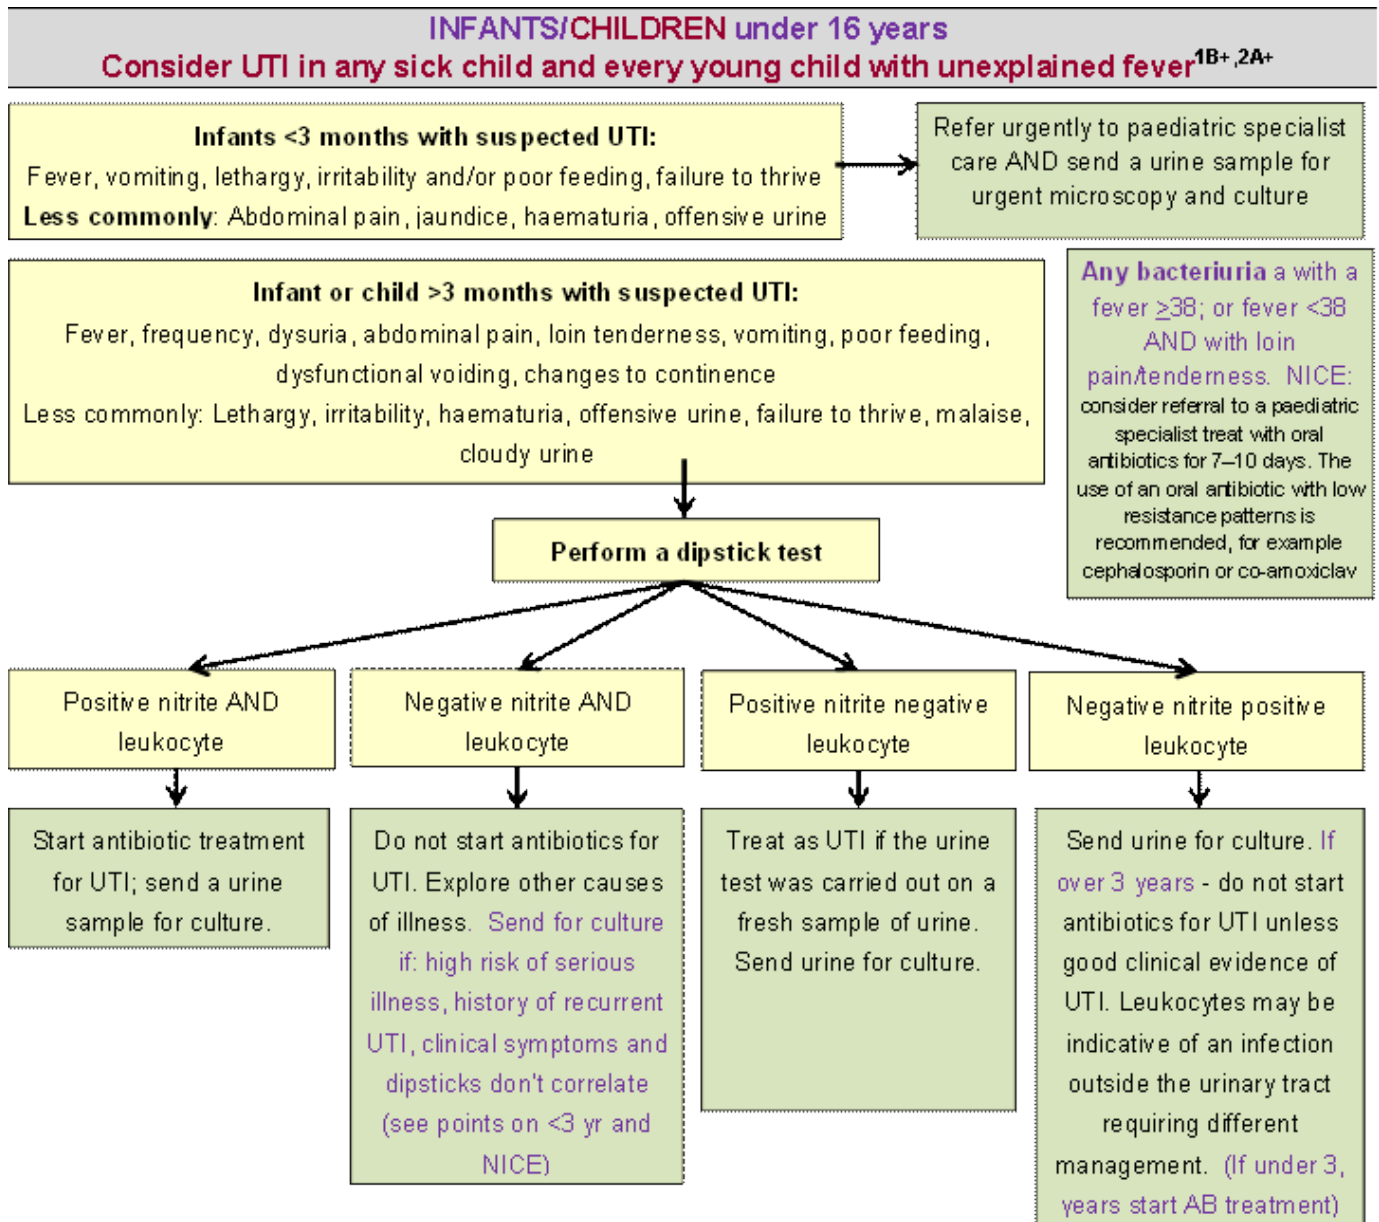 INFANTS/CHILDREN under 16 years
Consider UTI in any sick child and every young child with unexplained fever1B+,2A+
Infants <3 months with suspected UTI:
Fever, vomiting, lethargy, irritability and/or poor feeding, failure to thrive
Less commonly: Abdominal pain, jaundice, haematuria, offensive urine
Refer urgently to paediatric specialist
care AND send a urine sample for
urgent microscopy and culture
Infant or child >3 months with suspected UTI:
Fever, frequency, dysuria, abdominal pain, loin tenderness, vomiting, poor feeding,
dysfunctional voiding, changes to continence
Less commonly: Lethargy, irritability, haematuria, offensive urine, failure to thrive, malaise,
cloudy urine
Any bacteriuria a with a
fever ≥38; or fever <38
AND with loin
pain/tenderness. NICE:
consider referral to a paediatric
specialist treat with oral
antibiotics for 7–10 days. The
use of an oral antibiotic with low
resistance patterns is
recommended, for example
cephalosporin or co-amoxiclav
Perform a dipstick test
Positive nitrite AND
leukocyte
Negative nitrite AND
leukocyte
Positive nitrite negative
leukocyte
Negative nitrite positive
leukocyte
Start antibiotic treatment
for UTI; send a urine
sample for culture.
Do not start antibiotics for
UTI. Explore other causes
of illness. Send for culture
if: high risk of serious
illness, history of recurrent
UTI, clinical symptoms and
dipsticks don't correlate
(see points on <3 yr and
NICE)
Treat as UTI if the urine
test was carried out on a
fresh sample of urine.
Send urine for culture.
Send urine for culture. If
over 3 years - do not start
antibiotics for UTI unless
good clinical evidence of
UTI. Leukocytes may be
indicative of an infection
outside the urinary tract
requiring different
management. (If under 3,
years start AB treatment)